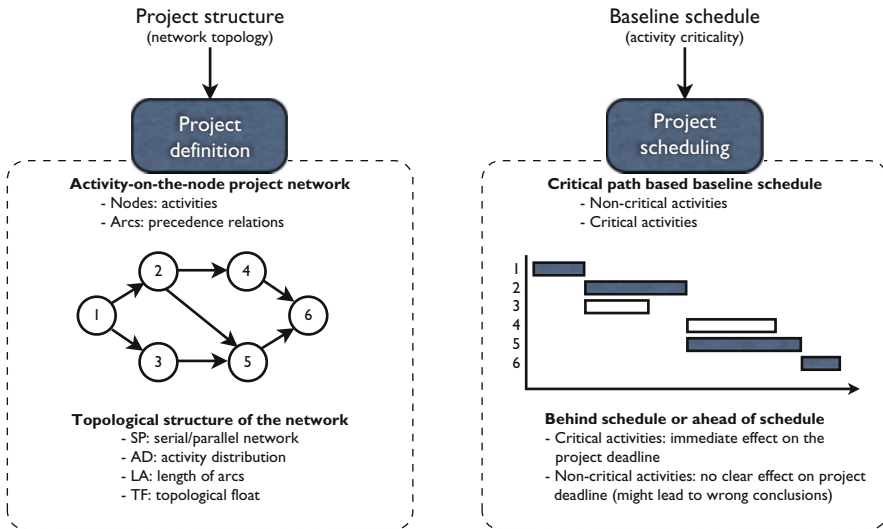 Project structure
(network topology)
Project
definition
Activity-on-the-node project network
- Nodes: activities
- Arcs: precedence relations
2
4
1
6
3
5
Topological structure of the network
- SP: serial/parallel network
- AD: activity distribution
- LA: length of arcs
- TF: topological float
Baseline schedule
(activity criticality)
Project
scheduling
Critical path based baseline schedule
- Non-critical activities
- Critical activities
1
2
3
4
5
6
Behind schedule or ahead of schedule
- Critical activities: immediate effect on the
project deadline
- Non-critical activities: no clear effect on project
deadline (might lead to wrong conclusions)